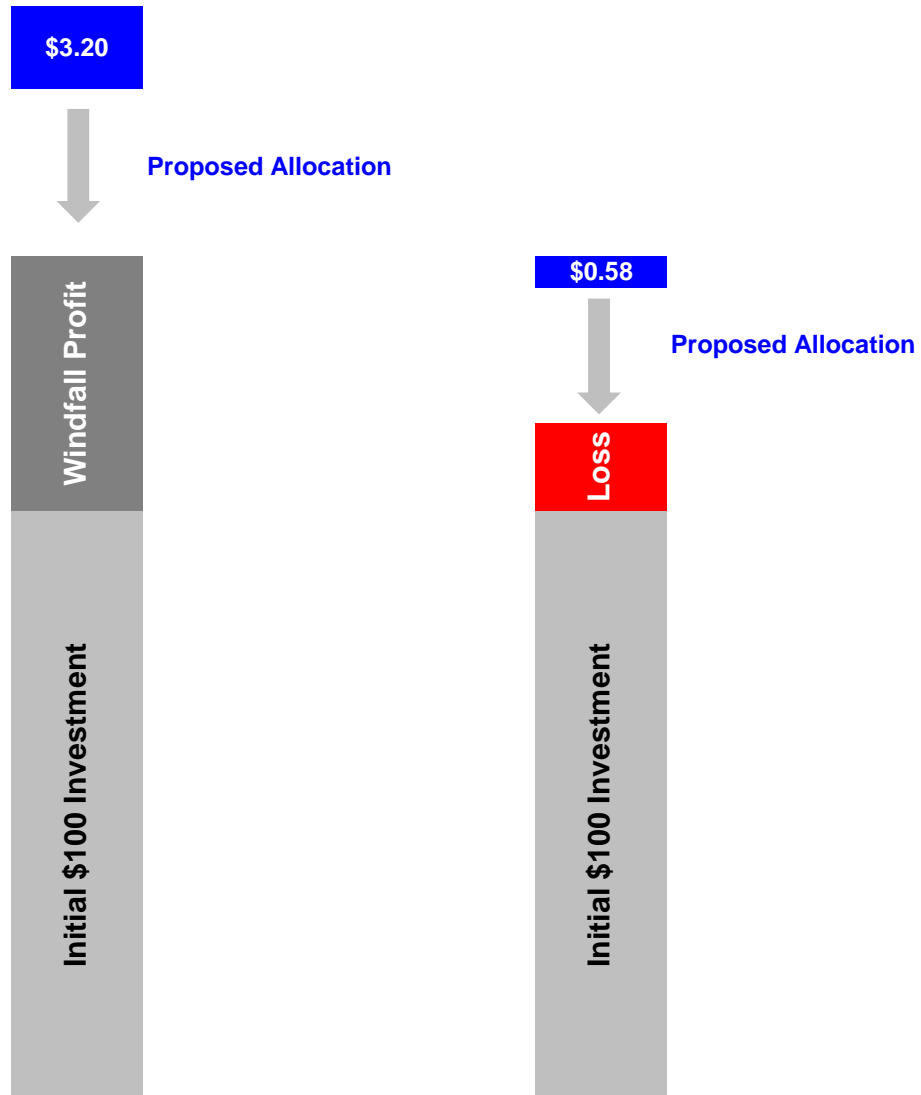 $3.20
Proposed Allocation
Windfall Profit
Initial $100 Investment
$0.58
Proposed Allocation
Loss
Initial $100 Investment